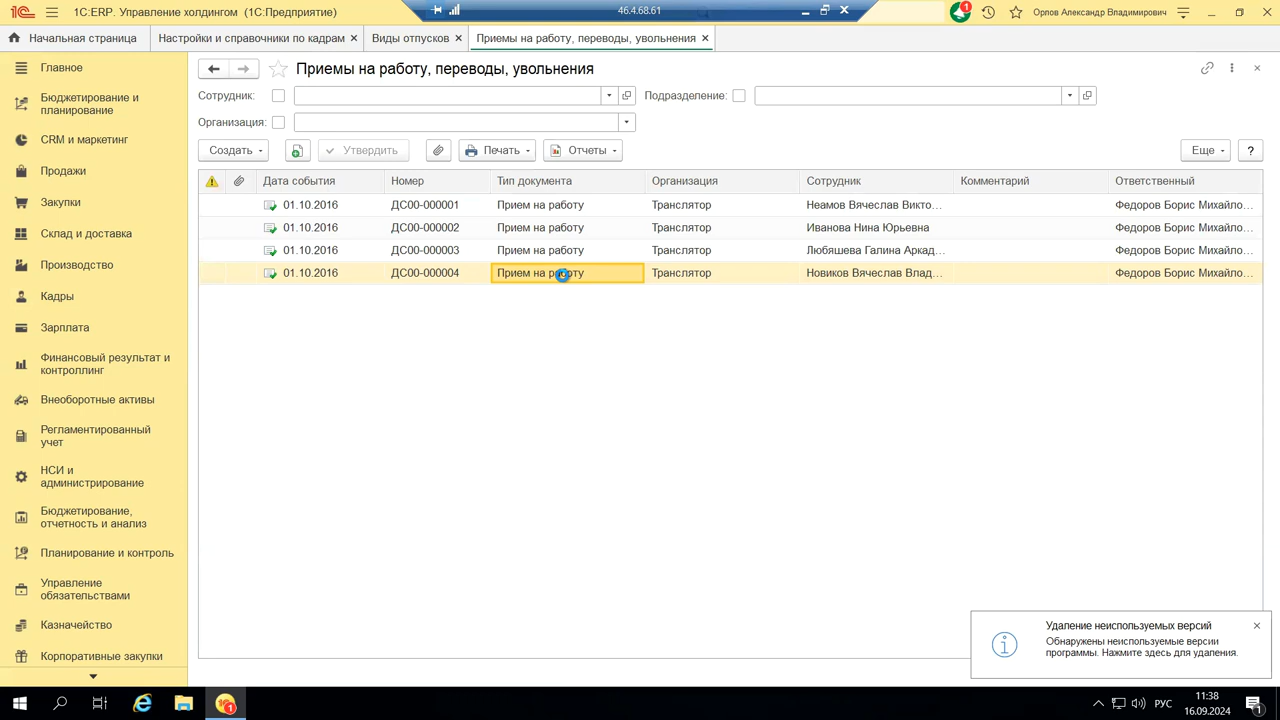 1С:ERP. Управление холдингом (1С:Предприятие)
46.4.68.61
1
Орлов Александр Владимирович
Начальная страница
Настройки и справочники по кадрам
Виды отпусков
Приемы на работу, переводы, увольнения
Главное
Бюджетирование и
планирование
CRM и маркетинг
Продажи
Закупки
Склад и доставка
Производство
Кадры
Зарплата
Финансовый результат и
контроллинг
Внеоборотные активы
Регламентированный
учет
НСИ и
администрирование
Бюджетирование,
отчетность и анализ
Планирование и контроль
Управление
обязательствами
Казначейство
Корпоративные закупки
Приемы на работу, переводы, увольнения
Сотрудник:
Подразделение:
Организация:
Создать
Утвердить
Печать
Отчеты
Еще
?
Дата события Номер Тип документа Организация Сотрудник Комментарий Ответственный
01.10.2016 ДС00-000001 Прием на работу Транслятор Неамов Вячеслав Викто... Федоров Борис Михайло...
01.10.2016 ДС00-000002 Прием на работу Транслятор Иванова Нина Юрьевна Федоров Борис Михайло...
01.10.2016 ДС00-000003 Прием на работу Транслятор Любяшева Галина Аркад... Федоров Борис Михайло...
01.10.2016 ДС00-000004 Прием на работу Транслятор Новиков Вячеслав Влад... Федоров Борис Михайло...
Удаление неиспользуемых версий
Обнаружены неиспользуемые версии
программы. Нажмите здесь для удаления.
1
РУС
11:38
16.09.2024
1